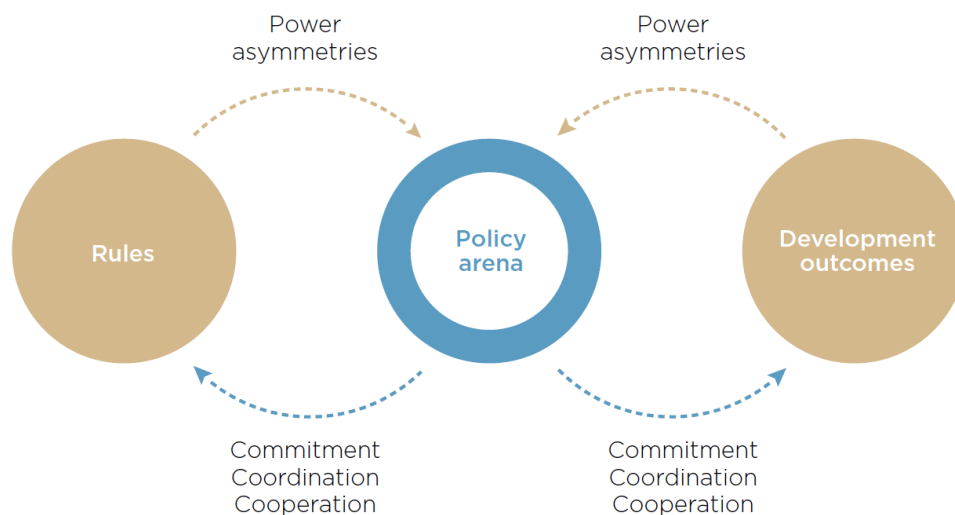 Power
asymmetries
Power
asymmetries
Rules
Policy
arena
Development
outcomes
Commitment
Coordination
Cooperation
Commitment
Coordination
Cooperation